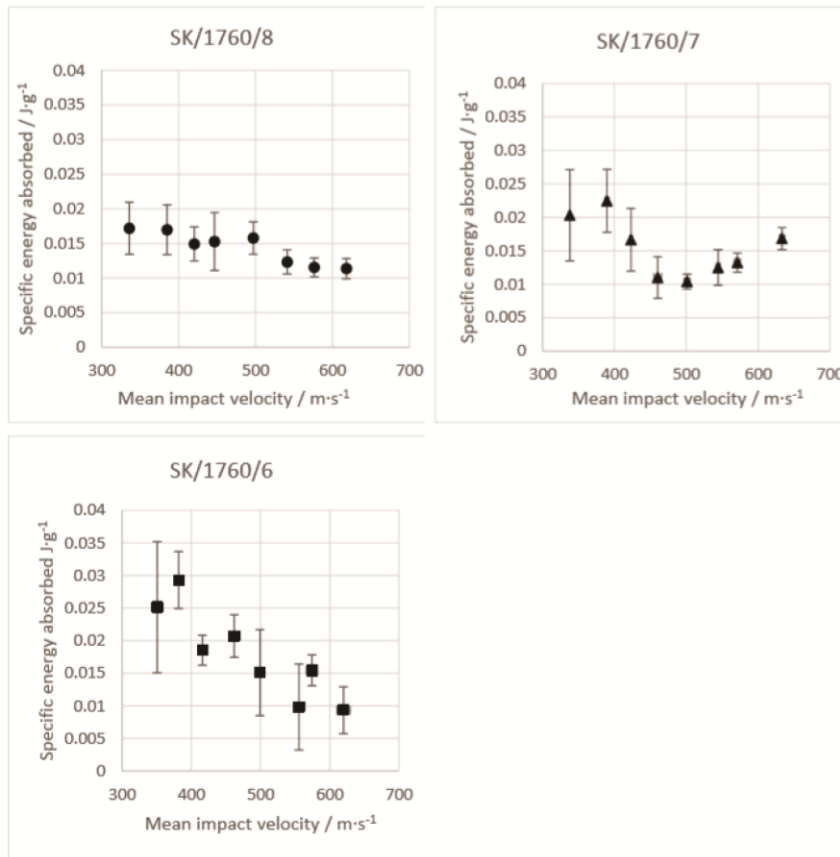 SK/1760/8
Specific energy absorbed / J·g⁻¹
0.04
0.035
0.03
0.025
0.02
0.015
0.01
0.005
0
300 400 500 600 700
Mean impact velocity / m·s⁻¹
SK/1760/7
Specific energy absorbed / J·g⁻¹
0.04
0.035
0.03
0.025
0.02
0.015
0.01
0.005
0
300 400 500 600 700
Mean impact velocity / m·s⁻¹
SK/1760/6
Specific energy absorbed J·g⁻¹
0.04
0.035
0.03
0.025
0.02
0.015
0.01
0.005
0
300 400 500 600 700
Mean impact velocity / m·s⁻¹